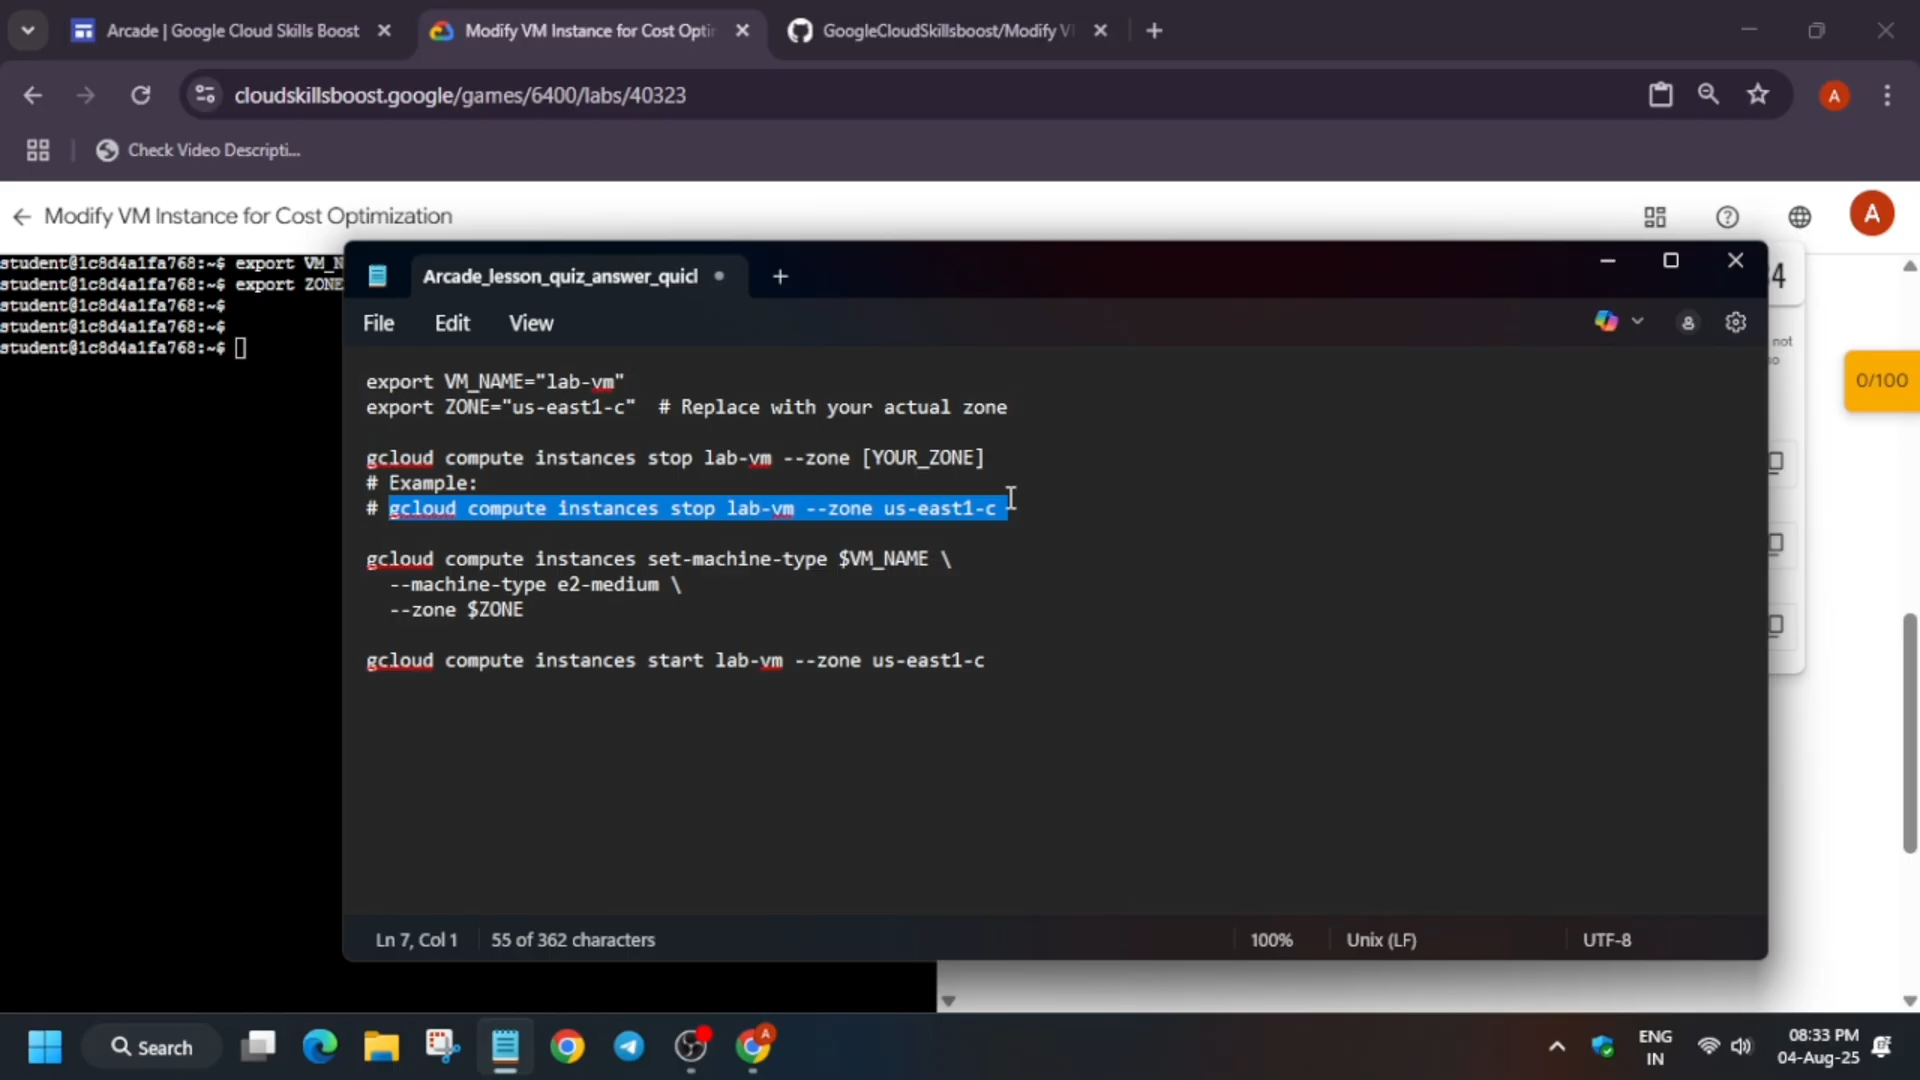 Arcade | Google Cloud Skills Boost
Modify VM Instance for Cost Opti
GoogleCloudSkillsboost/Modify V
cloudskillsboost.google/games/6400/labs/40323
A
Check Video Descripti...
Modify VM Instance for Cost Optimization
A
student@1c8d4a1fa768:~$ export VM_N
student@1c8d4a1fa768:~$ export ZONE
student@1c8d4a1fa768:~$
student@1c8d4a1fa768:~$
student@1c8d4a1fa768:~$
Arcade_lesson_quiz_answer_quicl
File Edit View
4
not
0/100
export VM_NAME="lab-vm"
export ZONE="us-east1-c"  # Replace with your actual zone
gcloud compute instances stop lab-vm --zone [YOUR_ZONE]
# Example:
# gcloud compute instances stop lab-vm --zone us-east1-c
gcloud compute instances set-machine-type $VM_NAME \
--machine-type e2-medium \
--zone $ZONE
gcloud compute instances start lab-vm --zone us-east1-c
Ln 7, Col 1 55 of 362 characters 100% Unix (LF) UTF-8
Search
A
ENG
IN
08:33 PM
04-Aug-25